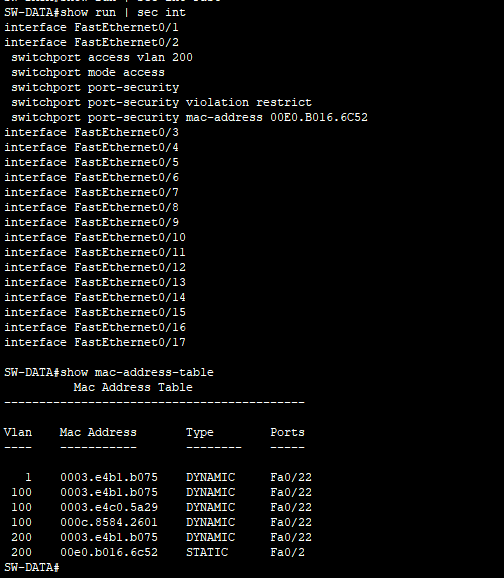 SW-DATA#show run | sec int
interface FastEthernet0/1
interface FastEthernet0/2
switchport access vlan 200
switchport mode access
switchport port-security
switchport port-security violation restrict
switchport port-security mac-address 00E0.B016.6C52
interface FastEthernet0/3
interface FastEthernet0/4
interface FastEthernet0/5
interface FastEthernet0/6
interface FastEthernet0/7
interface FastEthernet0/8
interface FastEthernet0/9
interface FastEthernet0/10
interface FastEthernet0/11
interface FastEthernet0/12
interface FastEthernet0/13
interface FastEthernet0/14
interface FastEthernet0/15
interface FastEthernet0/16
interface FastEthernet0/17
SW-DATA#show mac-address-table
Mac Address Table
-------------------------------------------
Vlan Mac Address Type Ports
---- ----------- -------- -----
1 0003.e4b1.b075 DYNAMIC Fa0/22
100 0003.e4b1.b075 DYNAMIC Fa0/22
100 0003.e4c0.5a29 DYNAMIC Fa0/22
100 000c.8584.2601 DYNAMIC Fa0/22
200 0003.e4b1.b075 DYNAMIC Fa0/22
200 00e0.b016.6c52 STATIC Fa0/2
SW-DATA#